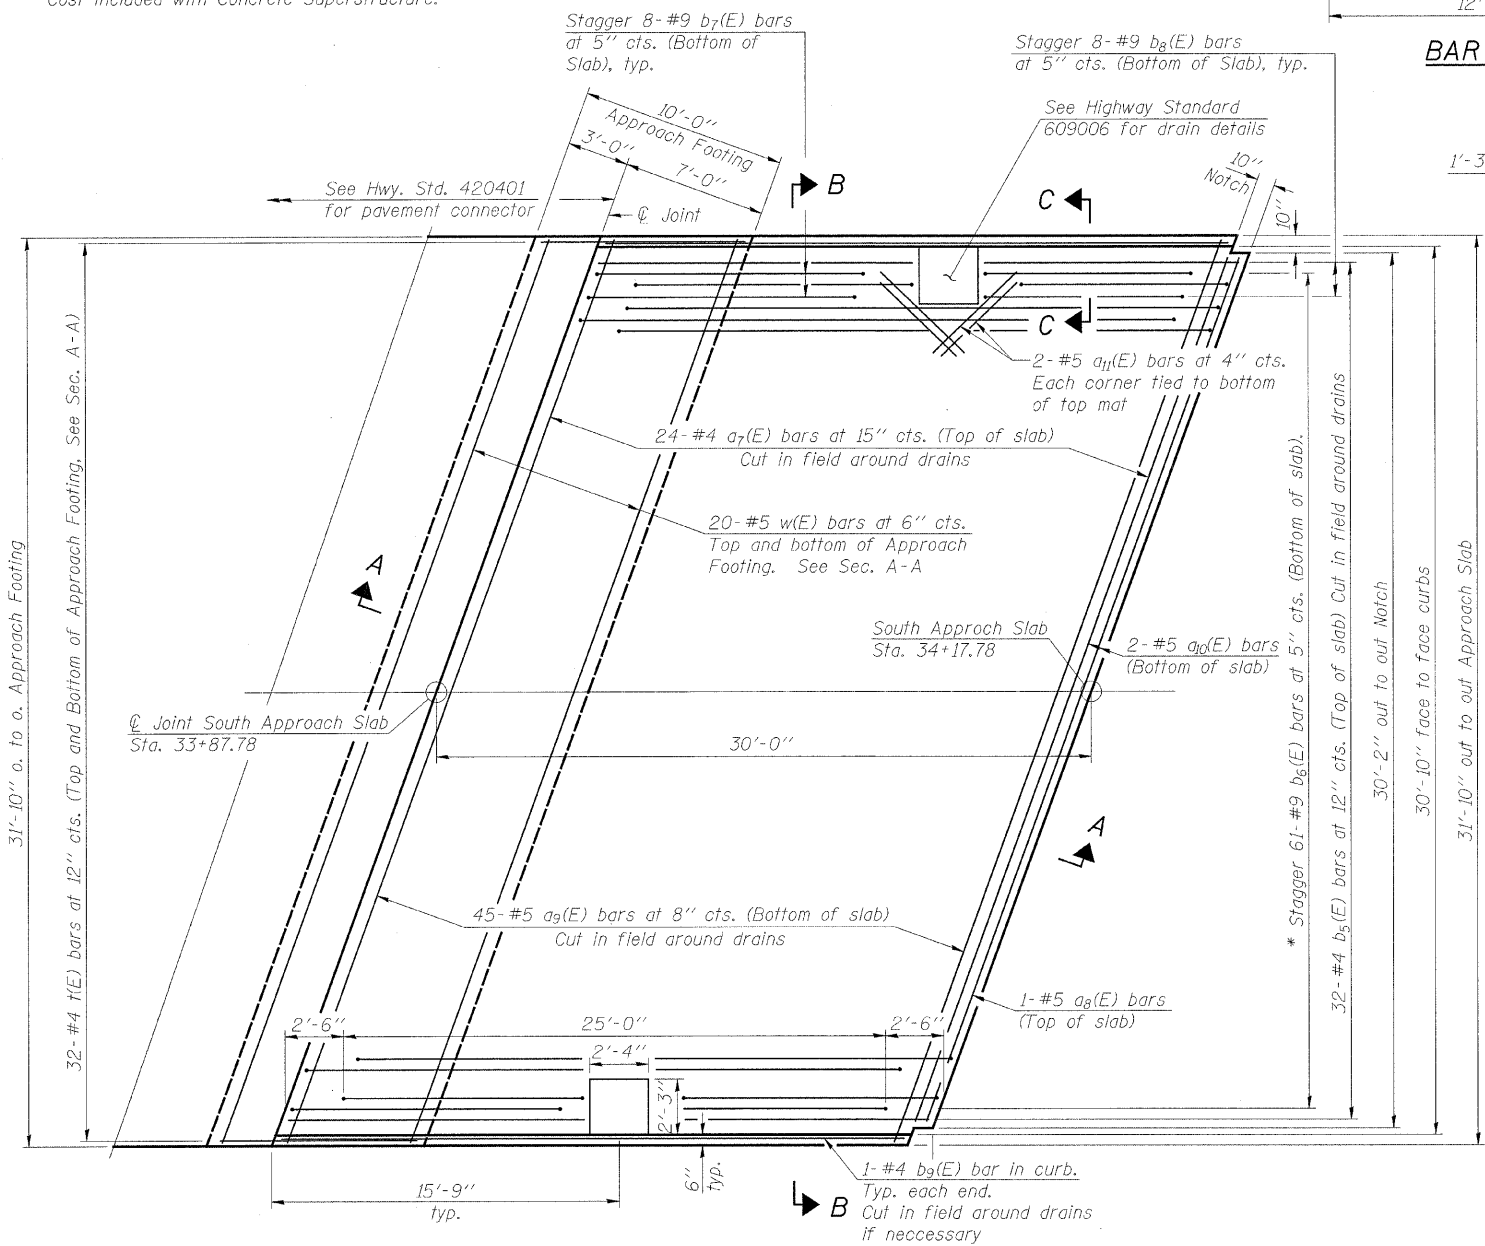 Cost included with Concrete Superstructure.
Stagger 8-#9 b7(E) bars
at 5" cts. (Bottom of
Slab), typ.
Stagger 8-#9 b8(E) bars
at 5" cts. (Bottom of Slab), typ.
12'
BAR
1'-3
See Highway Standard
609006 for drain details
10'-0"
Approach Footing
3'-0"
7'-0"
10"
Notch
10"
See Hwy. Std. 420401
for pavement connector
℄ Joint
B
C
C
2-#5 a11(E) bars at 4" cts.
Each corner tied to bottom
of top mat
24-#4 a7(E) bars at 15" cts. (Top of slab)
Cut in field around drains
20-#5 w(E) bars at 6" cts.
Top and bottom of Approach
Footing. See Sec. A-A
A
South Approch Slab
Sta. 34+17.78
2-#5 a10(E) bars
(Bottom of slab)
℄ Joint South Approach Slab
Sta. 33+87.78
30'-0"
A
31'-10" o. to o. Approach Footing
32-#4 t(E) bars at 12" cts. (Top and Bottom of Approach Footing, See Sec. A-A)
* Stagger 61-#9 b6(E) bars at 5" cts. (Bottom of slab).
32-#4 b5(E) bars at 12" cts. (Top of slab) Cut in field around drains
30'-2" out to out Notch
30'-10" face to face curbs
31'-10" out to out Approach Slab
45-#5 a9(E) bars at 8" cts. (Bottom of slab)
Cut in field around drains
1-#5 a8(E) bars
(Top of slab)
2'-6"
25'-0"
2'-6"
2'-4"
2'-3"
15'-9"
typ.
6"
typ.
B
1-#4 b9(E) bar in curb.
Typ. each end.
Cut in field around drains
if neccessary